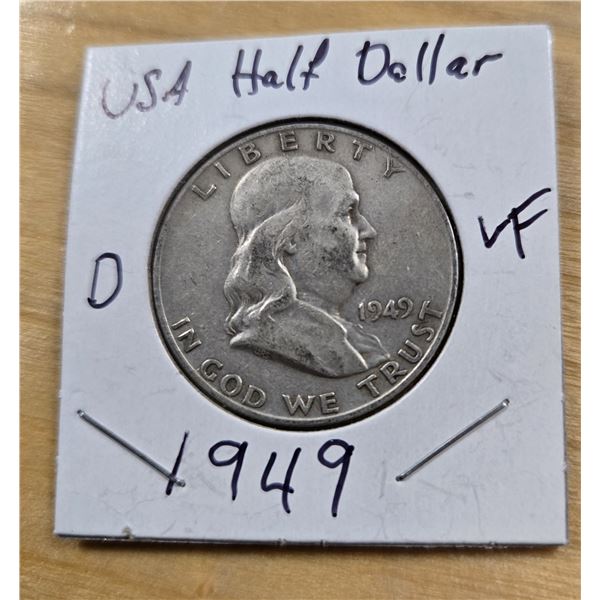 USA Half Dollar
LIBERTY
D
VF
1949
IN GOD WE TRUST
1949